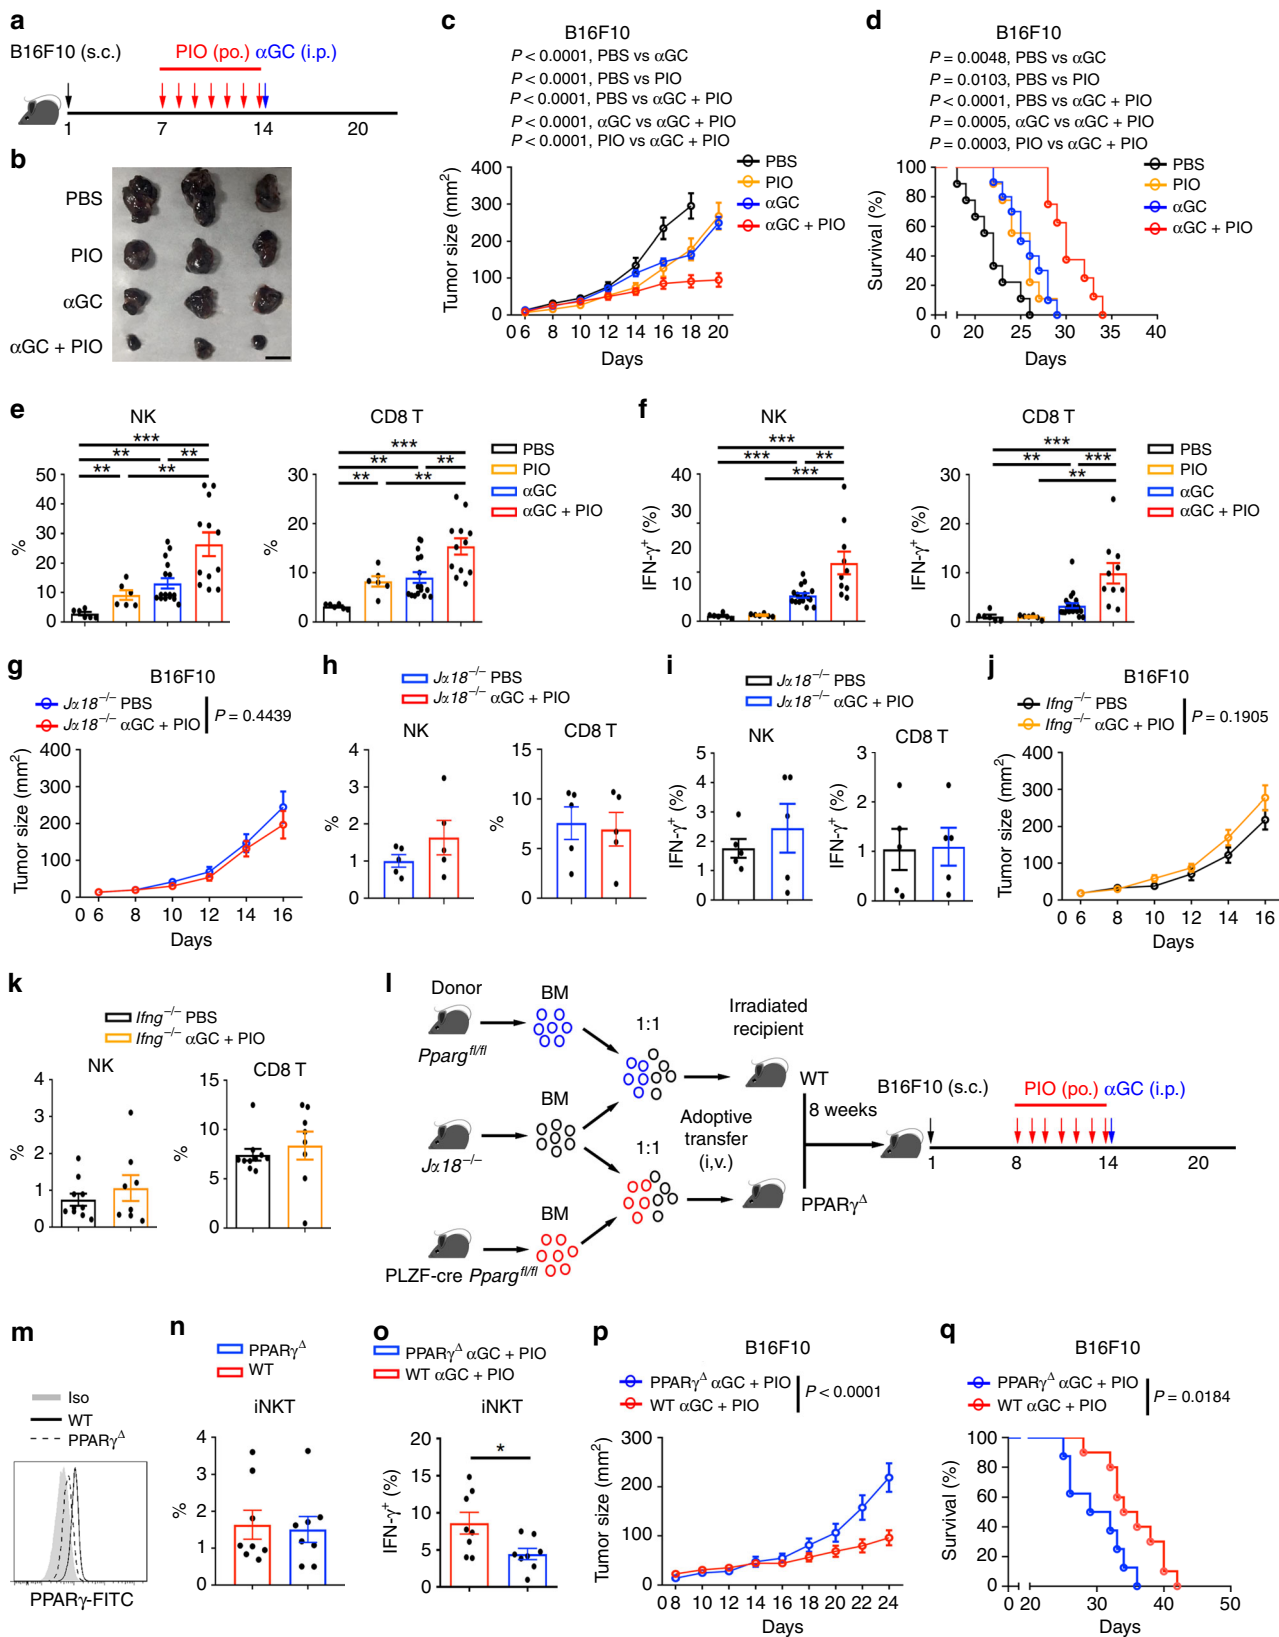 a
B16F10 (s.c.) PIO (po.) αGC (i.p.)
1 7 14 20
b
PBS
PIO
αGC
αGC + PIO
c
B16F10
P < 0.0001, PBS vs αGC
P < 0.0001, PBS vs PIO
P < 0.0001, PBS vs αGC + PIO
P < 0.0001, αGC vs αGC + PIO
P < 0.0001, PIO vs αGC + PIO
PBS
PIO
αGC
αGC + PIO
Tumor size (mm²)
400
300
200
100
0
0 6 8 10 12 14 16 18 20
Days
d
B16F10
P = 0.0048, PBS vs αGC
P = 0.0103, PBS vs PIO
P < 0.0001, PBS vs αGC + PIO
P = 0.0005, αGC vs αGC + PIO
P = 0.0003, PIO vs αGC + PIO
PBS
PIO
αGC
αGC + PIO
Survival (%)
100
80
60
40
20
0
0 20 25 30 35 40
Days
e
NK
***
** **
** **
%
50
40
30
20
10
0
CD8 T
***
** **
** **
%
30
20
10
0
PBS
PIO
αGC
αGC + PIO
f
NK
***
*** **
***
IFN-γ⁺ (%)
40
30
20
10
0
CD8 T
***
** ***
**
IFN-γ⁺ (%)
30
20
10
0
PBS
PIO
αGC
αGC + PIO
g
B16F10
Jα18⁻/⁻ PBS
Jα18⁻/⁻ αGC + PIO
P = 0.4439
Tumor size (mm²)
400
300
200
100
0
0 6 8 10 12 14 16
Days
h
Jα18⁻/⁻ PBS
Jα18⁻/⁻ αGC + PIO
NK
%
4
3
2
1
0
CD8 T
%
15
10
5
0
i
Jα18⁻/⁻ PBS
Jα18⁻/⁻ αGC + PIO
NK
IFN-γ⁺ (%)
5
4
3
2
1
0
CD8 T
IFN-γ⁺ (%)
3
2
1
0
j
B16F10
Ifng⁻/⁻ PBS
Ifng⁻/⁻ αGC + PIO
P = 0.1905
Tumor size (mm²)
400
300
200
100
0
0 6 8 10 12 14 16
Days
k
Ifng⁻/⁻ PBS
Ifng⁻/⁻ αGC + PIO
NK
%
4
3
2
1
0
CD8 T
%
15
10
5
0
l
Donor
BM
Pparg^fl/fl
1:1
Irradiated
recipient
WT
BM
Jα18⁻/⁻
1:1
Adoptive
transfer
(i,v.)
8 weeks
BM
PLZF-cre Pparg^fl/fl
PPARγ^Δ
B16F10 (s.c.) PIO (po.) αGC (i.p.)
1 8 14 20
m
Iso
WT
PPARγ^Δ
PPARγ-FITC
n
PPARγ^Δ
WT
iNKT
%
4
3
2
1
0
o
PPARγ^Δ αGC + PIO
WT αGC + PIO
iNKT
*
IFN-γ⁺ (%)
20
15
10
5
0
p
B16F10
PPARγ^Δ αGC + PIO
WT αGC + PIO
P < 0.0001
Tumor size (mm²)
300
200
100
0
0 8 10 12 14 16 18 20 22 24
Days
q
B16F10
PPARγ^Δ αGC + PIO
WT αGC + PIO
P = 0.0184
Survival (%)
100
80
60
40
20
0
0 20 30 40 50
Days